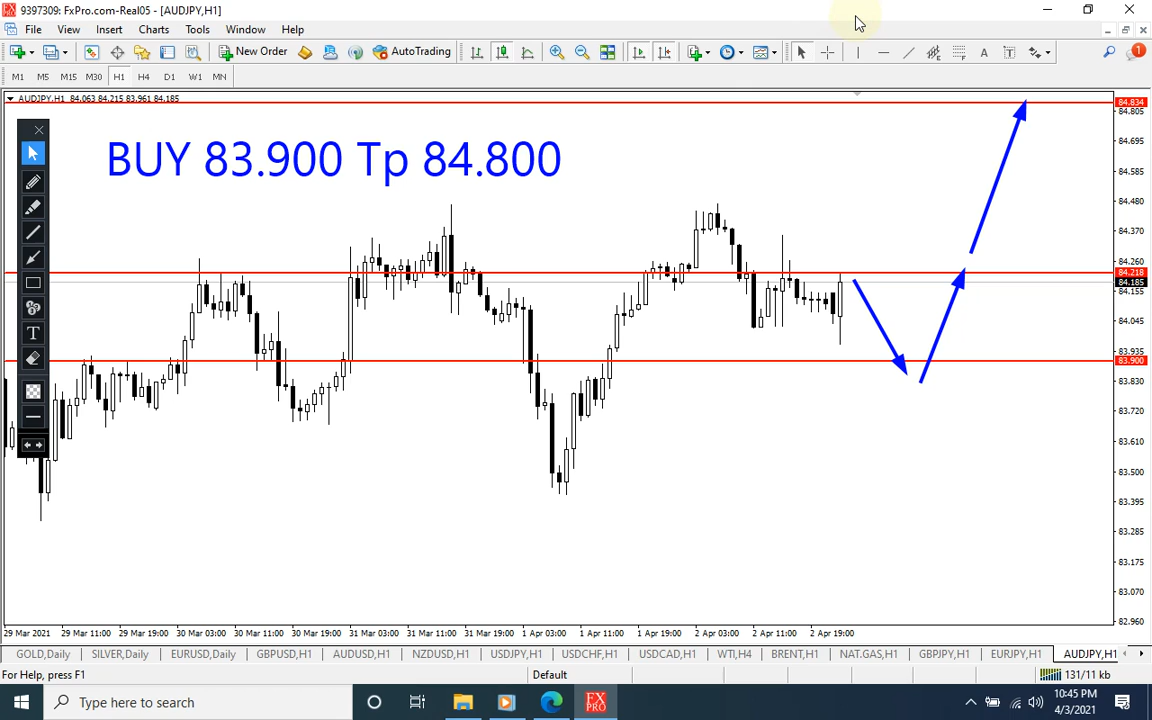 9397309: FxPro.com-Real05 - [AUDJPY,H1]
File View Insert Charts Tools Window Help
New Order AutoTrading A T 1
M1 M5 M15 M30 H1 H4 D1 W1 MN
AUDJPY,H1 84.063 84.215 83.961 84.185
BUY 83.900 Tp 84.800
T
84.834
84.805
84.695
84.585
84.480
84.370
84.260
84.218
84.185
84.155
84.045
83.935
83.900
83.830
83.720
83.610
83.500
83.395
83.285
83.175
83.070
82.960
29 Mar 2021 29 Mar 11:00 29 Mar 19:00 30 Mar 03:00 30 Mar 11:00 30 Mar 19:00 31 Mar 03:00 31 Mar 11:00 31 Mar 19:00 1 Apr 03:00 1 Apr 11:00 1 Apr 19:00 2 Apr 03:00 2 Apr 11:00 2 Apr 19:00
GOLD,Daily SILVER,Daily EURUSD,Daily GBPUSD,H1 AUDUSD,H1 NZDUSD,H1 USDJPY,H1 USDCHF,H1 USDCAD,H1 WTI,H4 BRENT,H1 NAT.GAS,H1 GBPJPY,H1 EURJPY,H1 AUDJPY,H1
For Help, press F1 Default 131/11 kb
Type here to search FX PRO 10:45 PM
4/3/2021